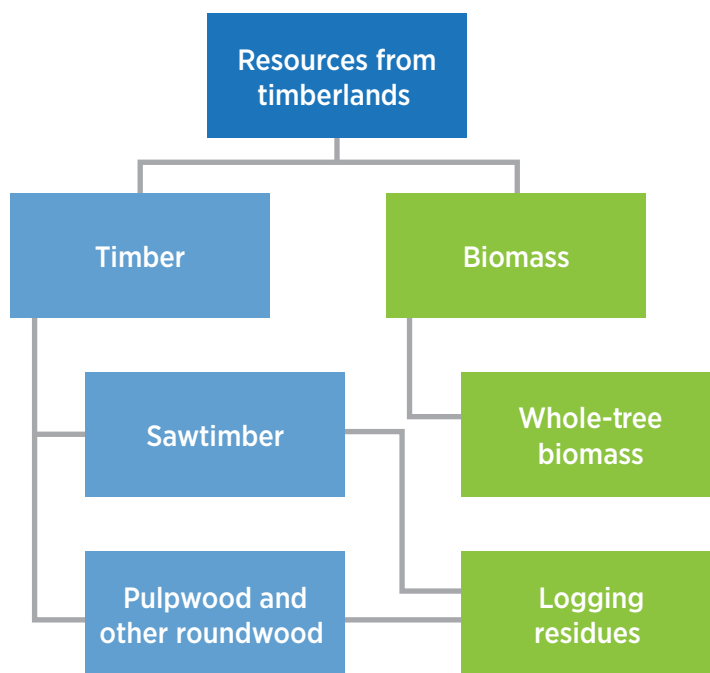 Resources from
timberlands
Timber
Biomass
Sawtimber
Whole-tree
biomass
Pulpwood and
other roundwood
Logging
residues